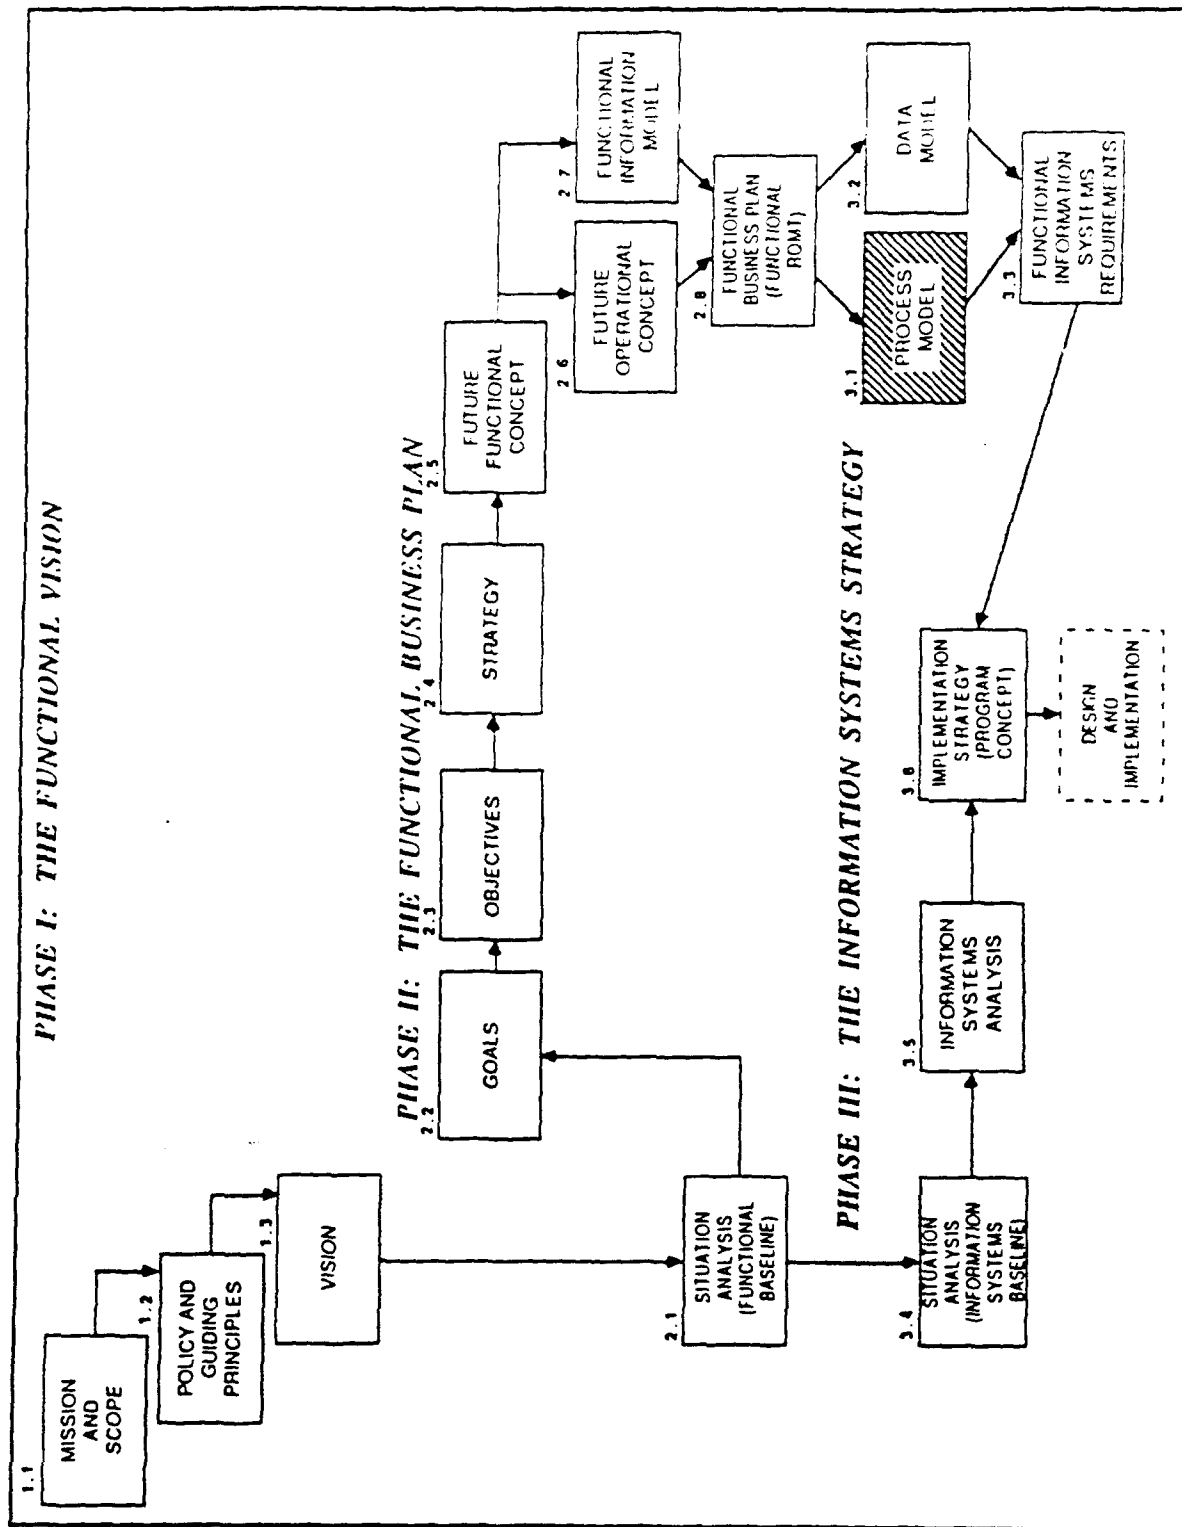 PHASE I: THE FUNCTIONAL VISION
1.1
MISSION
AND
SCOPE
1.2
POLICY AND
GUIDING
PRINCIPLES
1.3
VISION
PHASE II: THE FUNCTIONAL BUSINESS PLAN
2.1
SITUATION
ANALYSIS
(FUNCTIONAL
BASELINE)
2.2
GOALS
2.3
OBJECTIVES
2.4
STRATEGY
2.5
FUTURE
FUNCTIONAL
CONCEPT
2.6
FUTURE
OPERATIONAL
CONCEPT
2.7
FUNCTIONAL
INFORMATION
MODEL
2.8
FUNCTIONAL
BUSINESS PLAN
(FUNCTIONAL
RQMT)
PHASE III: THE INFORMATION SYSTEMS STRATEGY
3.1
PROCESS
MODEL
3.2
DATA
MODEL
3.3
FUNCTIONAL
INFORMATION
SYSTEMS
REQUIREMENTS
3.4
SITUATION
ANALYSIS
(INFORMATION
SYSTEMS
BASELINE)
3.5
INFORMATION
SYSTEMS
ANALYSIS
3.6
IMPLEMENTATION
STRATEGY
(PROGRAM
CONCEPT)
DESIGN
AND
IMPLEMENTATION